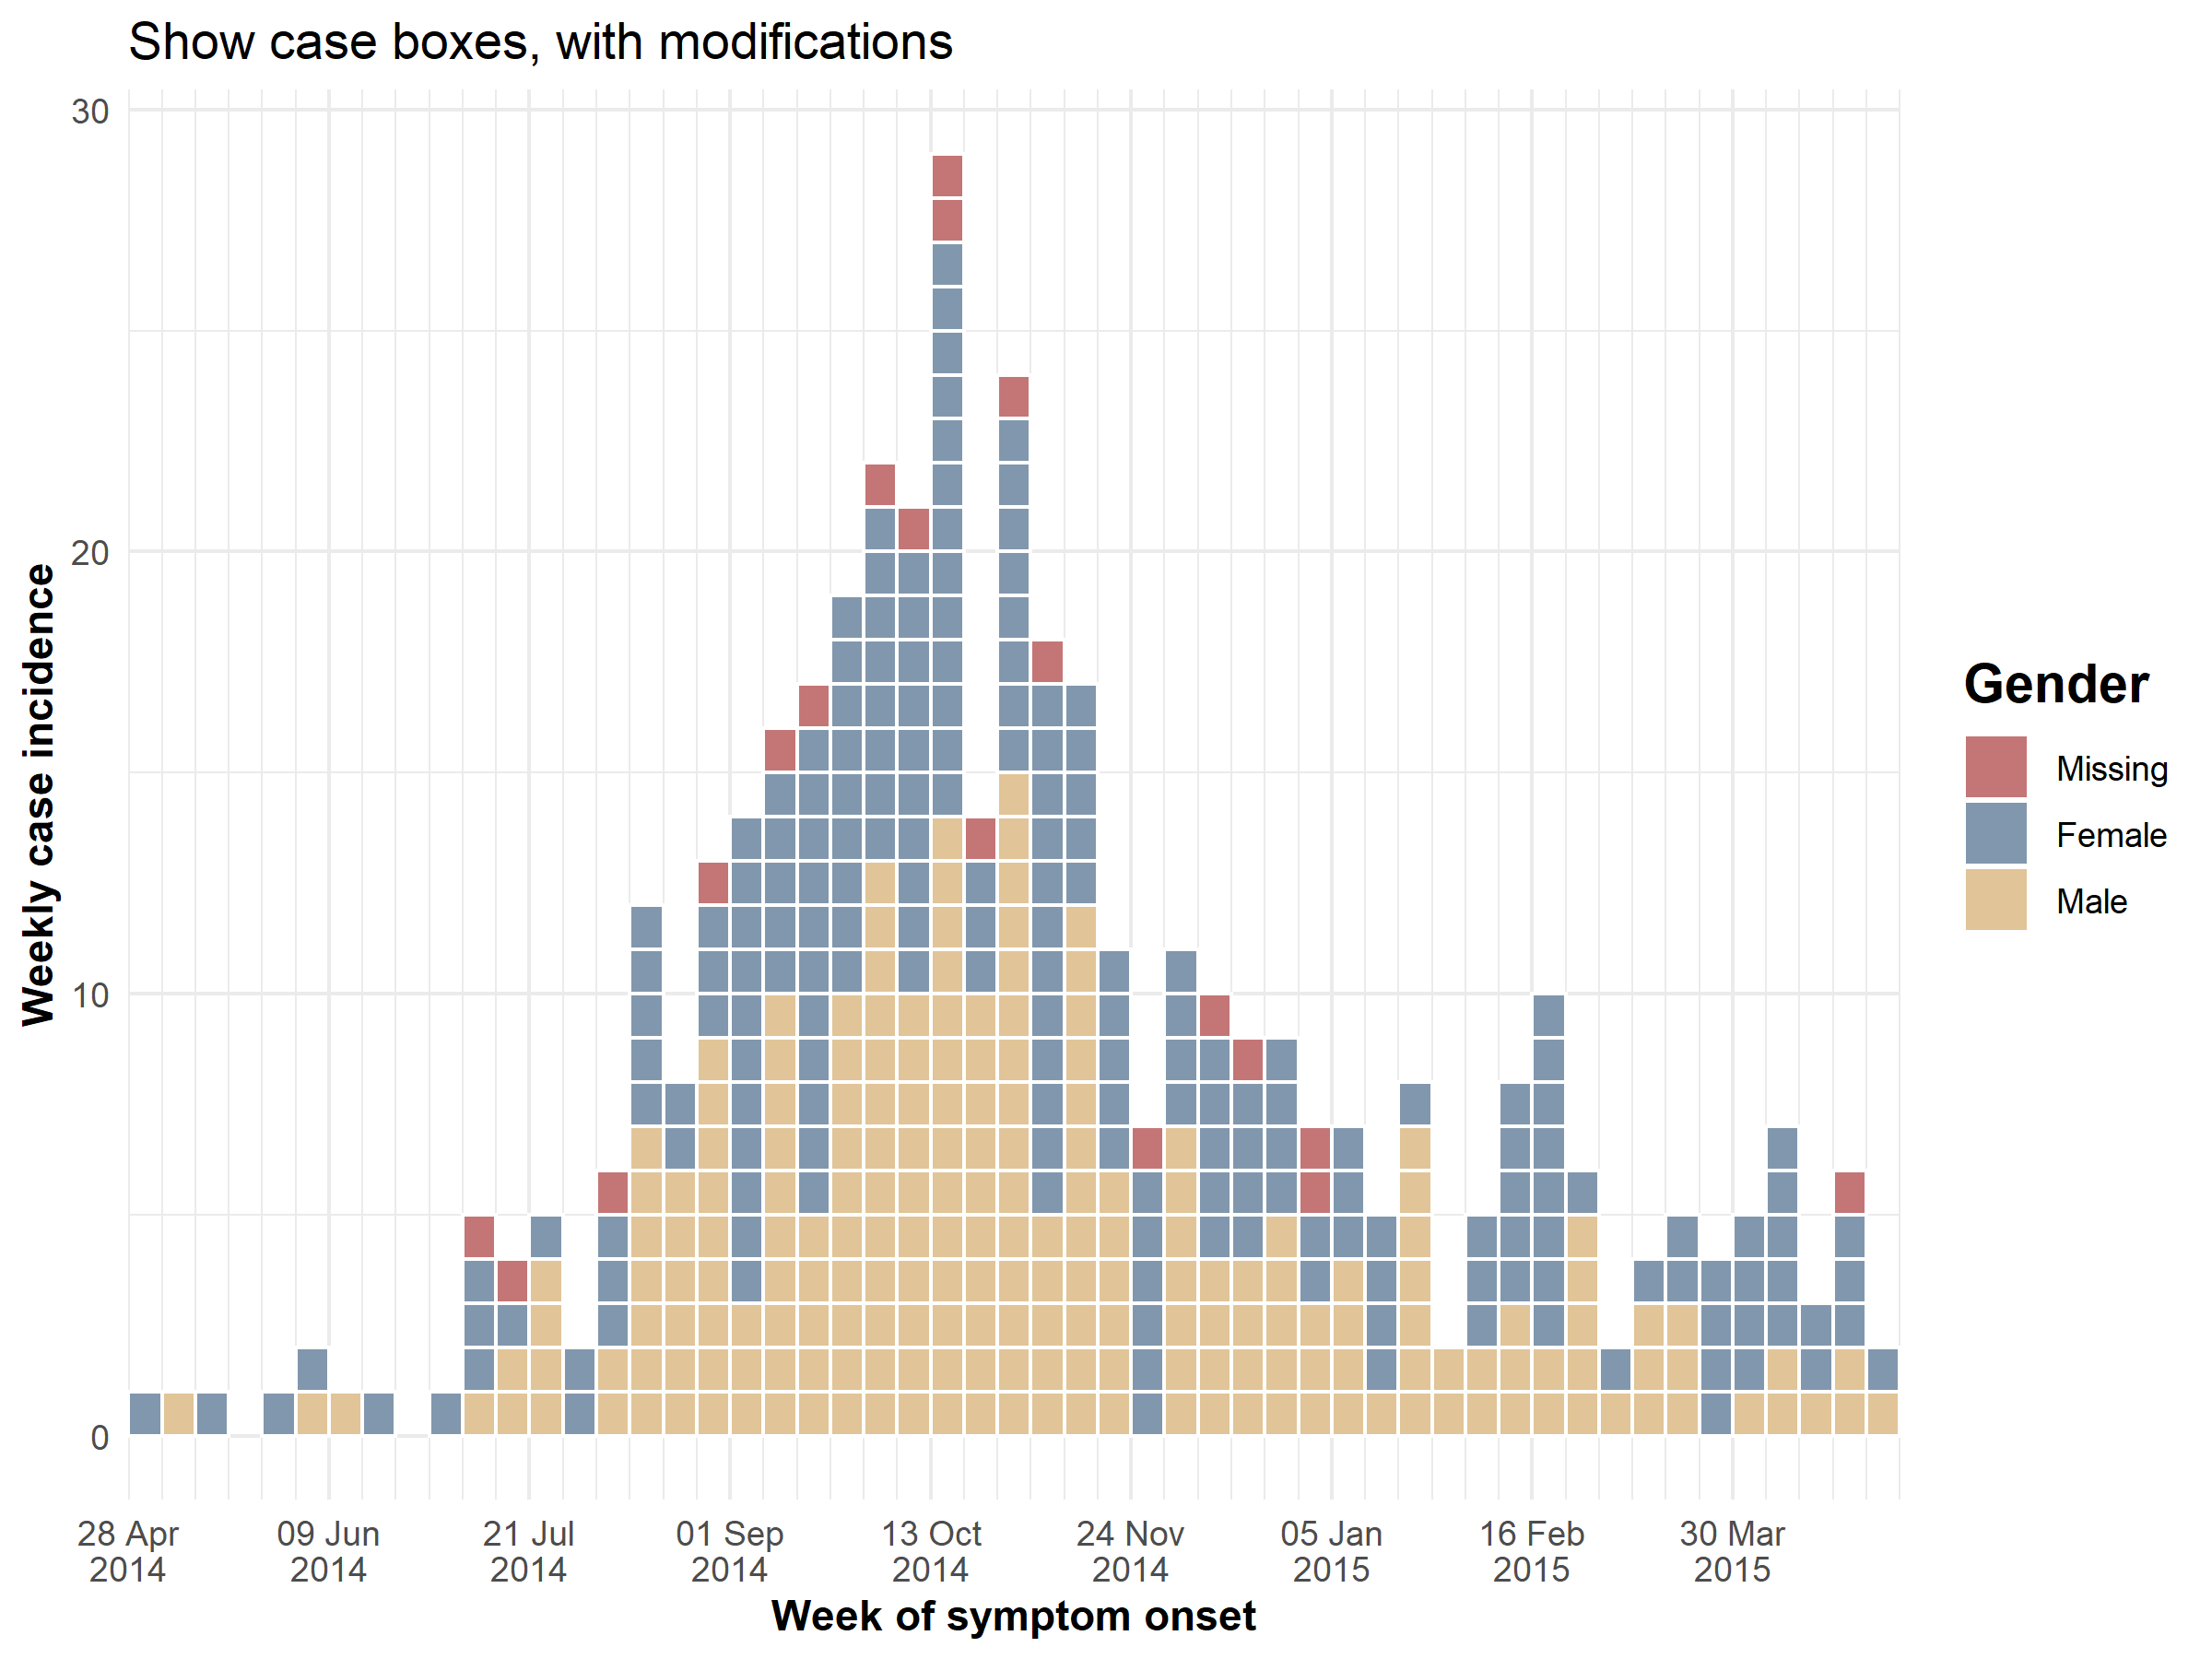 Show case boxes, with modifications
30
20
10
0
Weekly case incidence
28 Apr
2014
09 Jun
2014
21 Jul
2014
01 Sep
2014
13 Oct
2014
24 Nov
2014
05 Jan
2015
16 Feb
2015
30 Mar
2015
Week of symptom onset
Gender
Missing
Female
Male